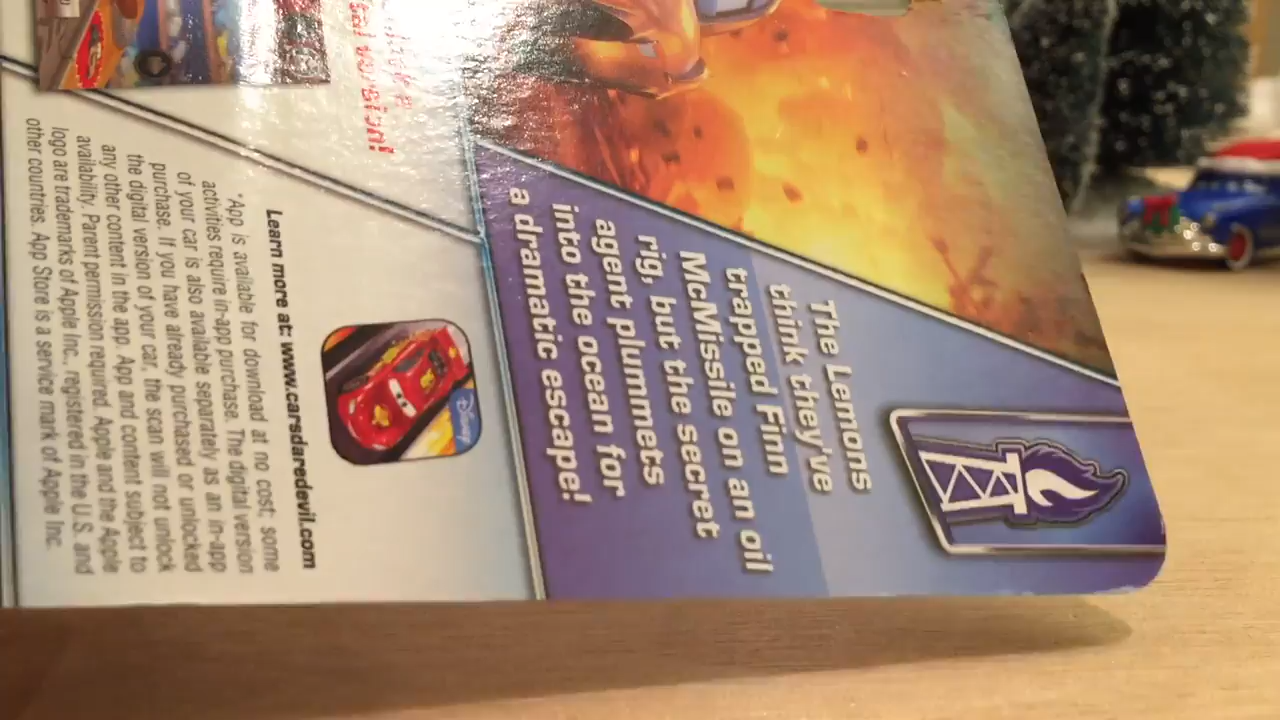 The Lemons
think they've
trapped Finn
McMissile on an oil
rig, but the secret
agent plummets
into the ocean for
a dramatic escape!
version!
Disney
Learn more at: www.carsdaredevil.com
*App is available for download at no cost; some
activities require in-app purchase. The digital version
of your car is also available separately as an in-app
purchase. If you have already purchased or unlocked
the digital version of your car, the scan will not unlock
any other content in the app. App and content subject to
availability. Parent permission required. Apple and the Apple
logo are trademarks of Apple Inc., registered in the U.S. and
other countries. App Store is a service mark of Apple Inc.